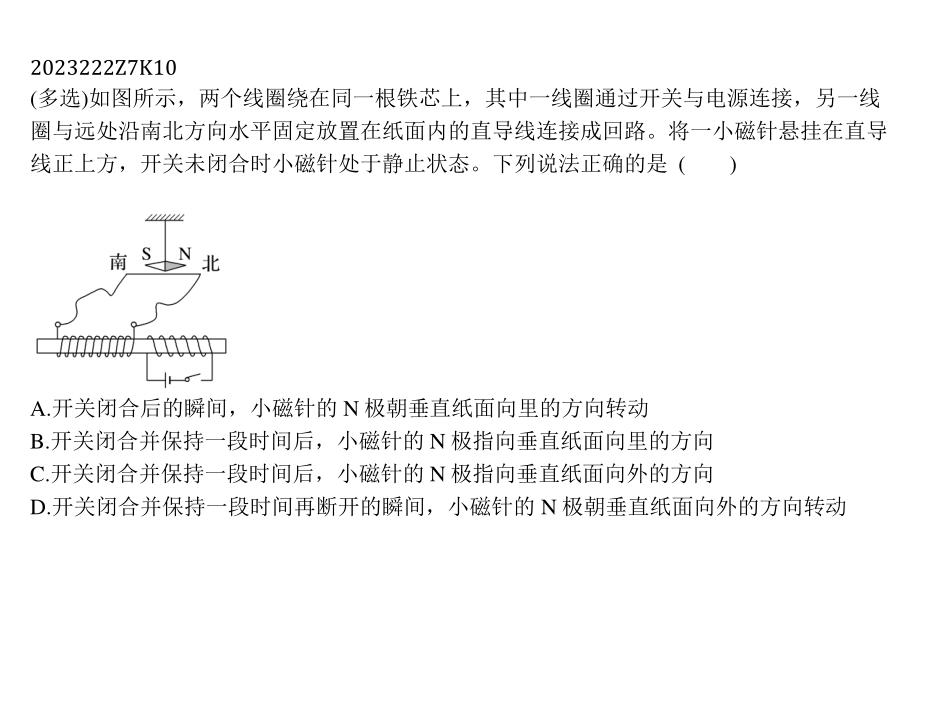 2023222Z7K10
(多选)如图所示，两个线圈绕在同一根铁芯上，其中一线圈通过开关与电源连接，另一线
圈与远处沿南北方向水平固定放置在纸面内的直导线连接成回路。将一小磁针悬挂在直导
线正上方，开关未闭合时小磁针处于静止状态。下列说法正确的是 (　　)
南 S N 北
A.开关闭合后的瞬间，小磁针的 N 极朝垂直纸面向里的方向转动
B.开关闭合并保持一段时间后，小磁针的 N 极指向垂直纸面向里的方向
C.开关闭合并保持一段时间后，小磁针的 N 极指向垂直纸面向外的方向
D.开关闭合并保持一段时间再断开的瞬间，小磁针的 N 极朝垂直纸面向外的方向转动